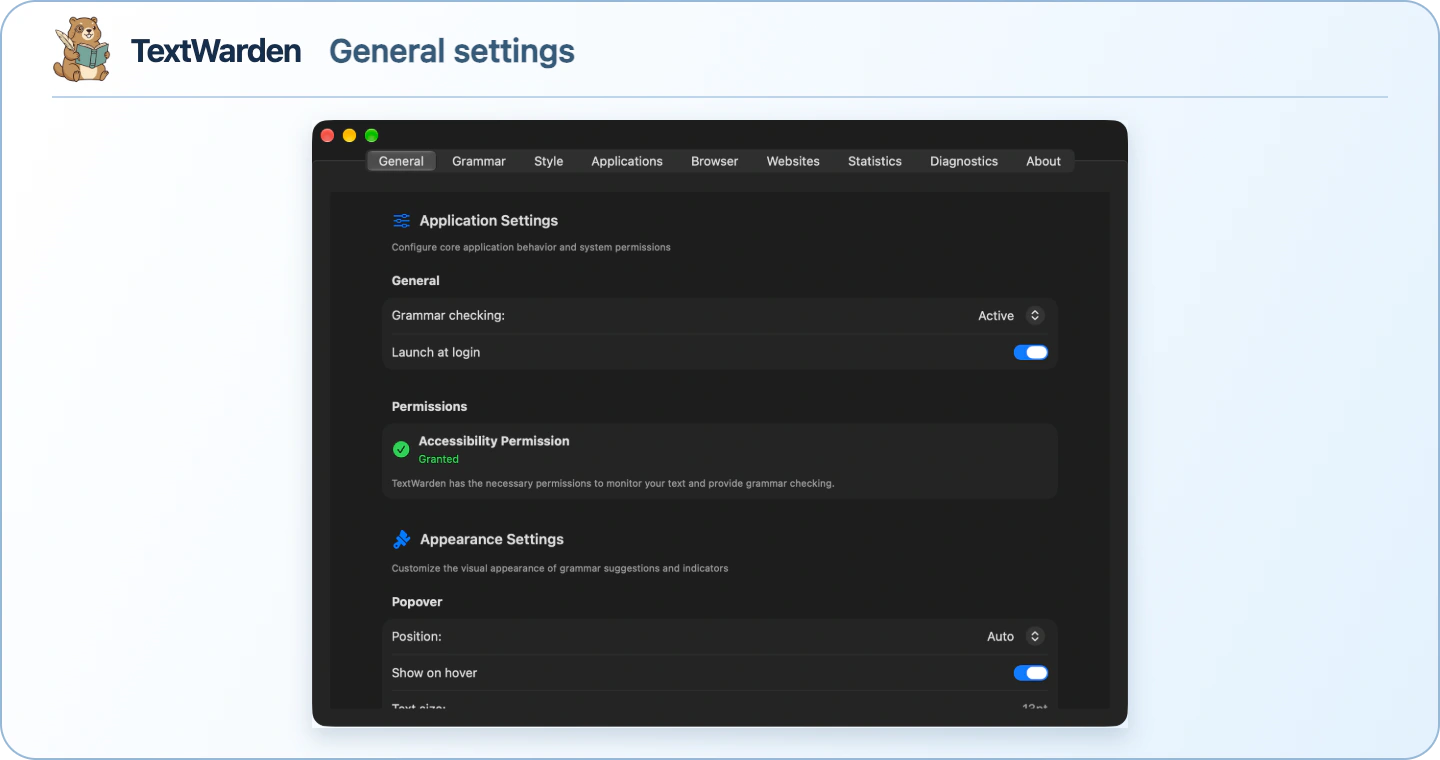 TextWarden General settings
General Grammar Style Applications Browser Websites Statistics Diagnostics About
Application Settings
Configure core application behavior and system permissions
General
Grammar checking: Active
Launch at login
Permissions
Accessibility Permission
Granted
TextWarden has the necessary permissions to monitor your text and provide grammar checking.
Appearance Settings
Customize the visual appearance of grammar suggestions and indicators
Popover
Position: Auto
Show on hover
Text size: 13pt